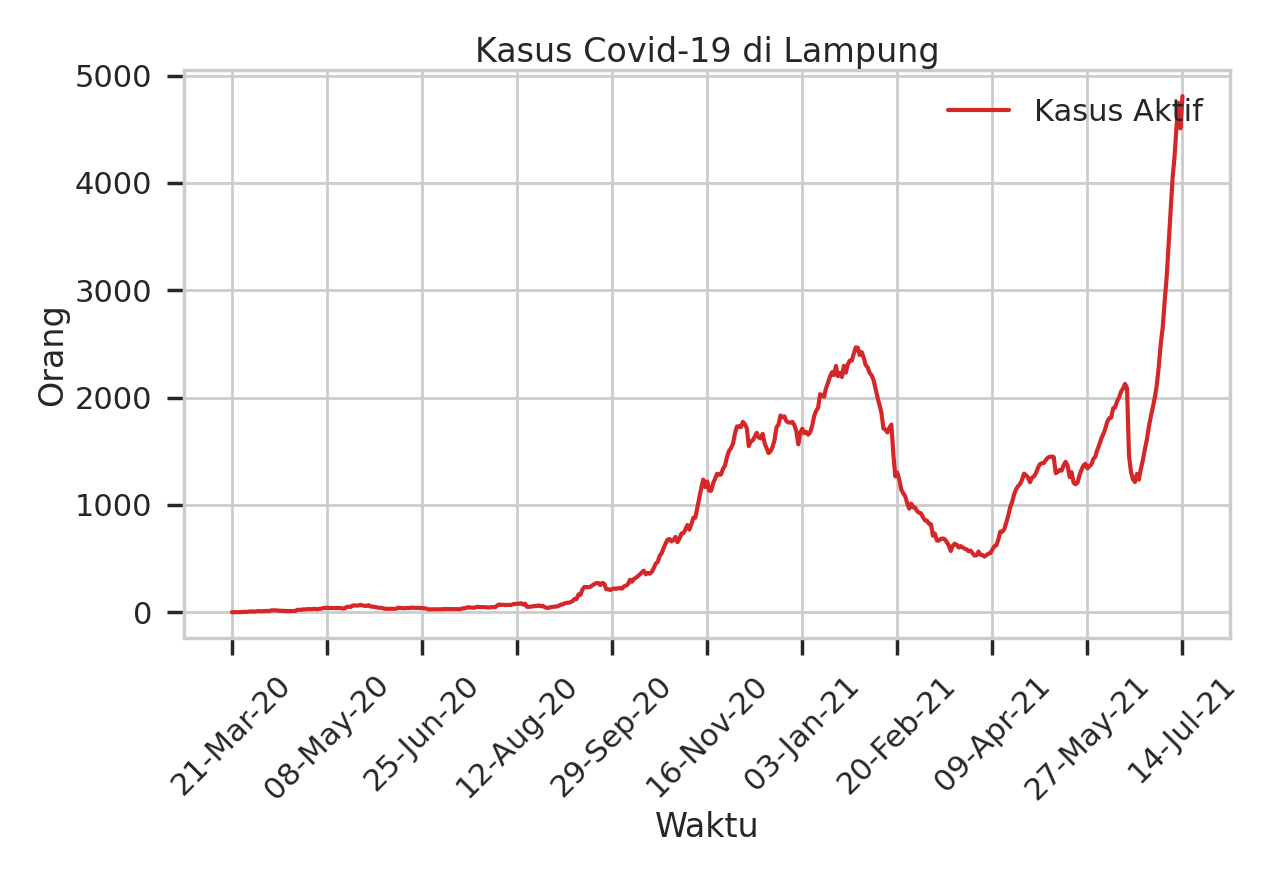 Kasus Covid-19 di Lampung
Kasus Aktif
Orang
5000
4000
3000
2000
1000
0
21-Mar-20
08-May-20
25-Jun-20
12-Aug-20
29-Sep-20
16-Nov-20
03-Jan-21
20-Feb-21
09-Apr-21
27-May-21
14-Jul-21
Waktu